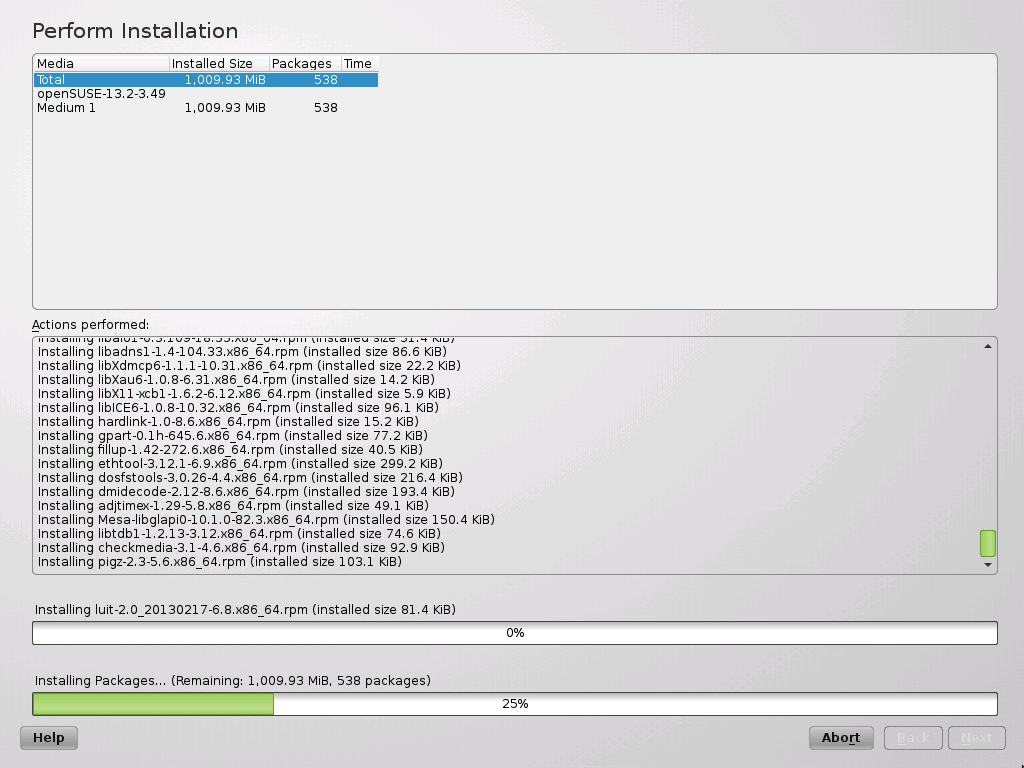 Perform Installation
Media Installed Size Packages Time
Total 1,009.93 MiB 538
openSUSE-13.2-3.49
Medium 1 1,009.93 MiB 538
Actions performed:
Installing libaio1-0.3.109-18.33.x86_64.rpm (installed size 31.4 KiB)
Installing libadns1-1.4-104.33.x86_64.rpm (installed size 86.6 KiB)
Installing libXdmcp6-1.1.1-10.31.x86_64.rpm (installed size 22.2 KiB)
Installing libXau6-1.0.8-6.31.x86_64.rpm (installed size 14.2 KiB)
Installing libX11-xcb1-1.6.2-6.12.x86_64.rpm (installed size 5.9 KiB)
Installing libICE6-1.0.8-10.32.x86_64.rpm (installed size 96.1 KiB)
Installing hardlink-1.0-8.6.x86_64.rpm (installed size 15.2 KiB)
Installing gpart-0.1h-645.6.x86_64.rpm (installed size 77.2 KiB)
Installing fillup-1.42-272.6.x86_64.rpm (installed size 40.5 KiB)
Installing ethtool-3.12.1-6.9.x86_64.rpm (installed size 299.2 KiB)
Installing dosfstools-3.0.26-4.4.x86_64.rpm (installed size 216.4 KiB)
Installing dmidecode-2.12-8.6.x86_64.rpm (installed size 193.4 KiB)
Installing adjtimex-1.29-5.8.x86_64.rpm (installed size 49.1 KiB)
Installing Mesa-libglapi0-10.1.0-82.3.x86_64.rpm (installed size 150.4 KiB)
Installing libtdb1-1.2.13-3.12.x86_64.rpm (installed size 74.6 KiB)
Installing checkmedia-3.1-4.6.x86_64.rpm (installed size 92.9 KiB)
Installing pigz-2.3-5.6.x86_64.rpm (installed size 103.1 KiB)
Installing luit-2.0_20130217-6.8.x86_64.rpm (installed size 81.4 KiB)
0%
Installing Packages... (Remaining: 1,009.93 MiB, 538 packages)
25%
Help Abort Back Next